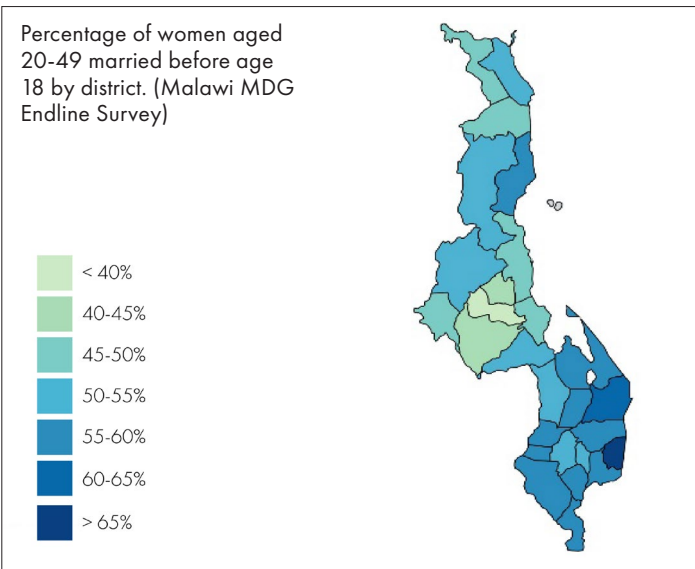 Percentage of women aged
20-49 married before age
18 by district. (Malawi MDG
Endline Survey)
< 40%
40-45%
45-50%
50-55%
55-60%
60-65%
> 65%